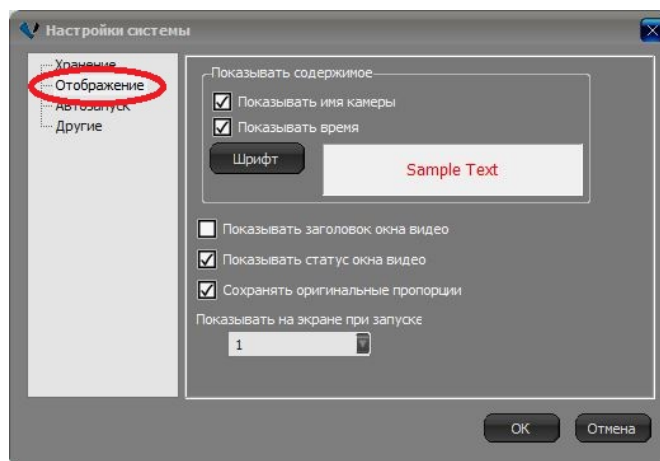 Настройки системы
Хранение
Отображение
Автозапуск
Другие
Показывать содержимое
Показывать имя камеры
Показывать время
Шрифт
Sample Text
Показывать заголовок окна видео
Показывать статус окна видео
Сохранять оригинальные пропорции
Показывать на экране при запуске
1
OK
Отмена